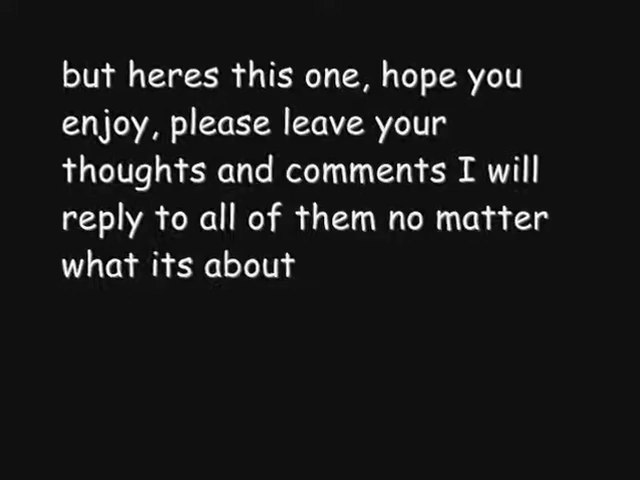 but heres this one, hope you
enjoy, please leave your
thoughts and comments I will
reply to all of them no matter
what its about